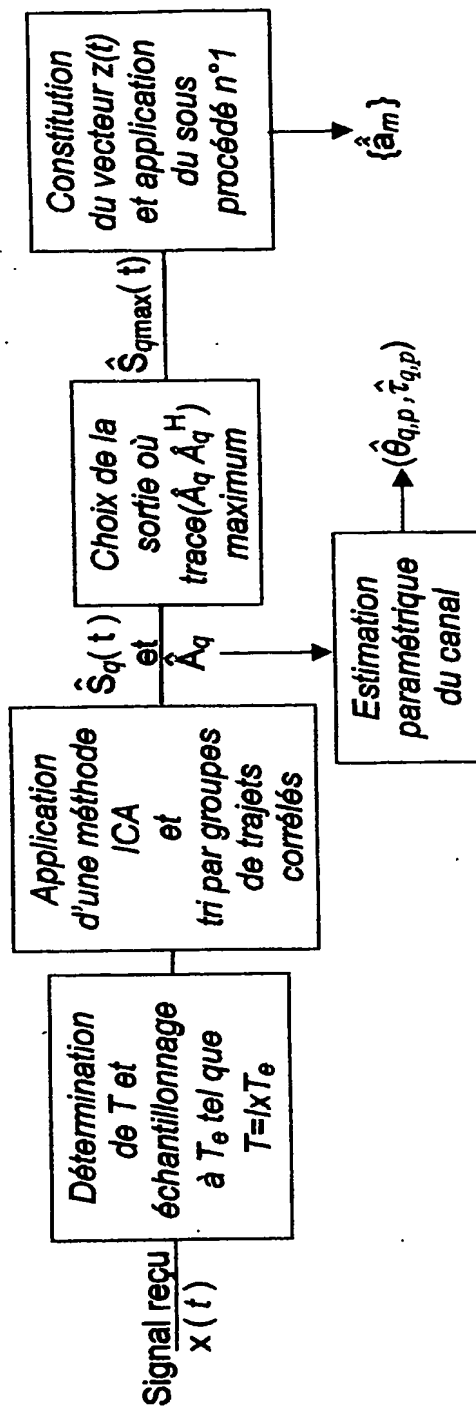 Signal reçu
x(t)
Détermination
de T et
échantillonnage
à Te tel que
T=IxTe
Application
d'une méthode
ICA
et
tri par groupes
de trajets
corrélés
Ŝq(t)
et
Âq
Choix de la
sortie où
trace(Âq Âq^H)
maximum
Ŝqmax(t)
Constitution
du vecteur z(t)
et application
du sous
procédé n°1
{âm}
Estimation
paramétrique
du canal
(θ̂q,p,τ̂q,p)